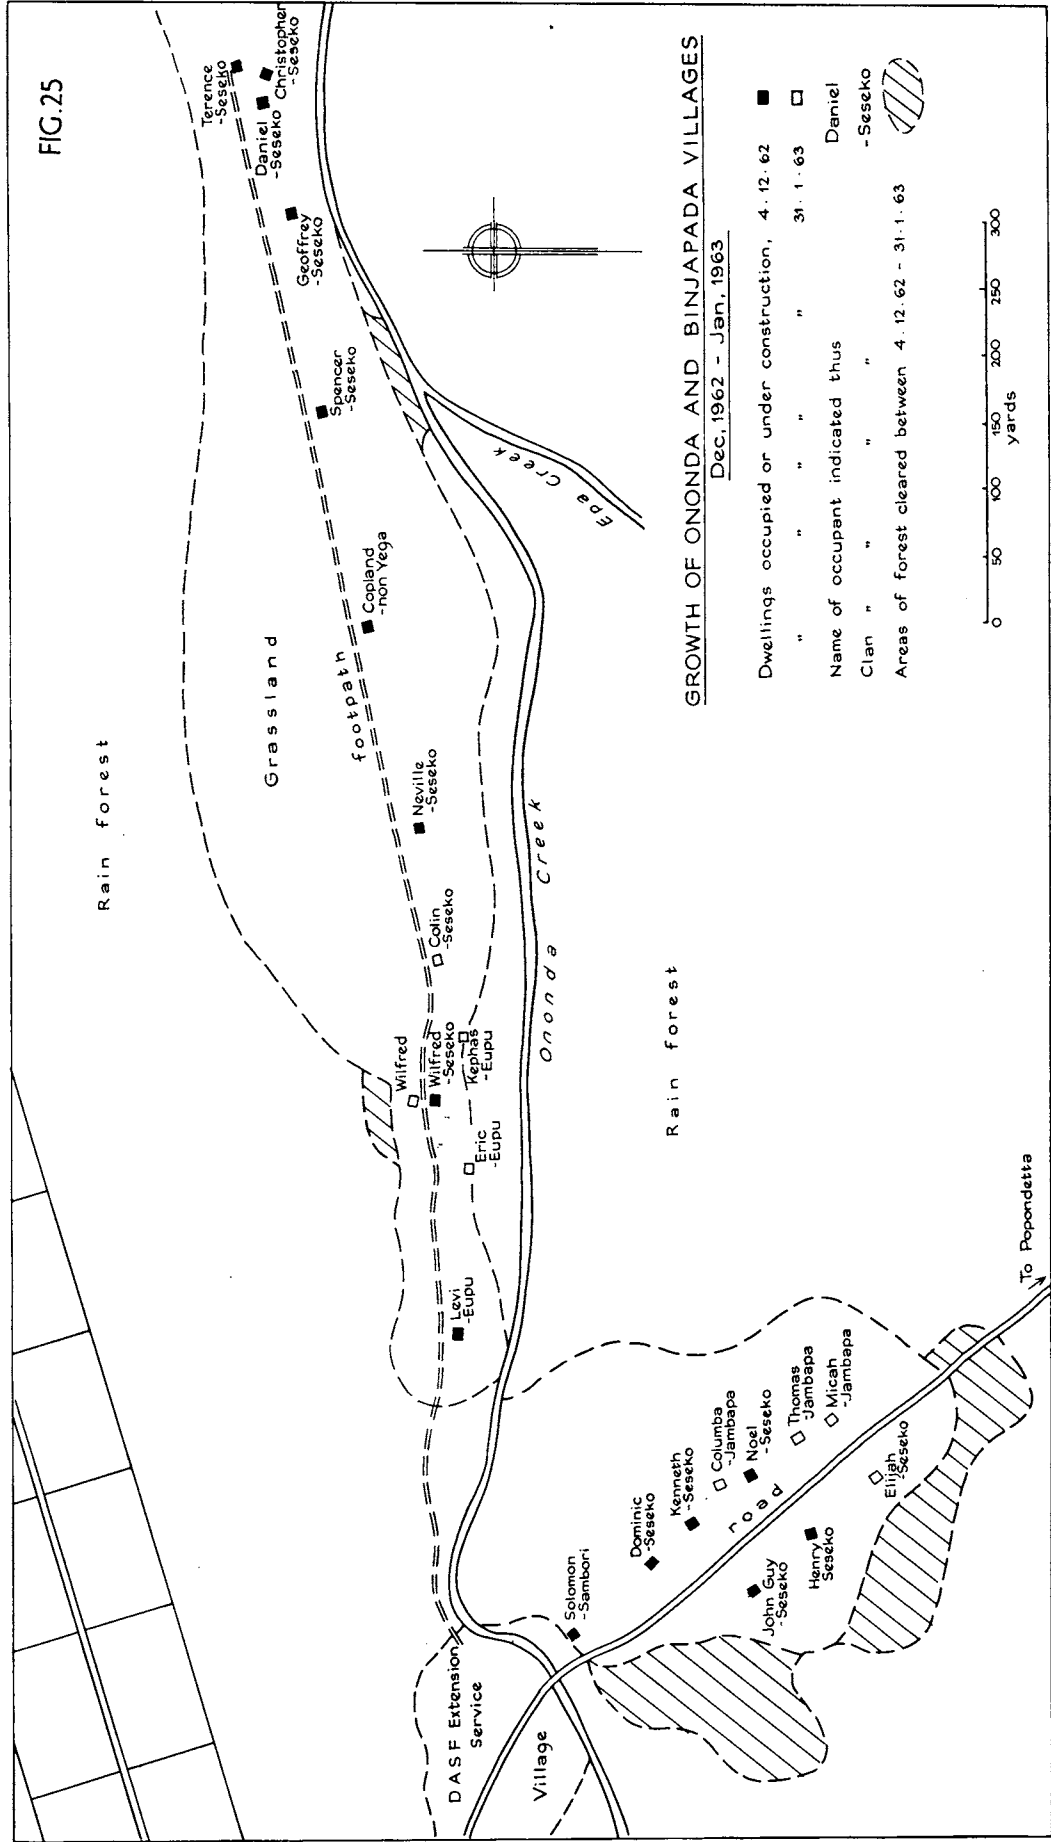 FIG.25
Rain forest
Grassland
footpath
Terence
-Seseko
Daniel
-Seseko
Christopher
-Seseko
Geoffrey
-Seseko
Spencer
-Seseko
Copland
-non Yega
Neville
-Seseko
Colin
-Seseko
Wilfred
Wilfred
-Seseko
Kephas
-Eupu
Eric
-Eupu
Levi
-Eupu
Epa Creek
Ononda Creek
Rain forest
DASF Extension
Service
Village
Solomon
-Sambori
Dominic
-Seseko
Kenneth
-Seseko
Columba
-Jambapa
Noel
-Seseko
Thomas
-Jambapa
Micah
-Jambapa
road
John Guy
-Seseko
Henry
Seseko
Elijah
-Seseko
To Popondetta
GROWTH OF ONONDA AND BINJAPADA VILLAGES
Dec, 1962 - Jan, 1963
Dwellings occupied or under construction, 4.12.62
" " " " " 31.1.63
Name of occupant indicated thus Daniel
Clan " " " -Seseko
Areas of forest cleared between 4.12.62 - 31.1.63
0 50 100 150 200 250 300
yards